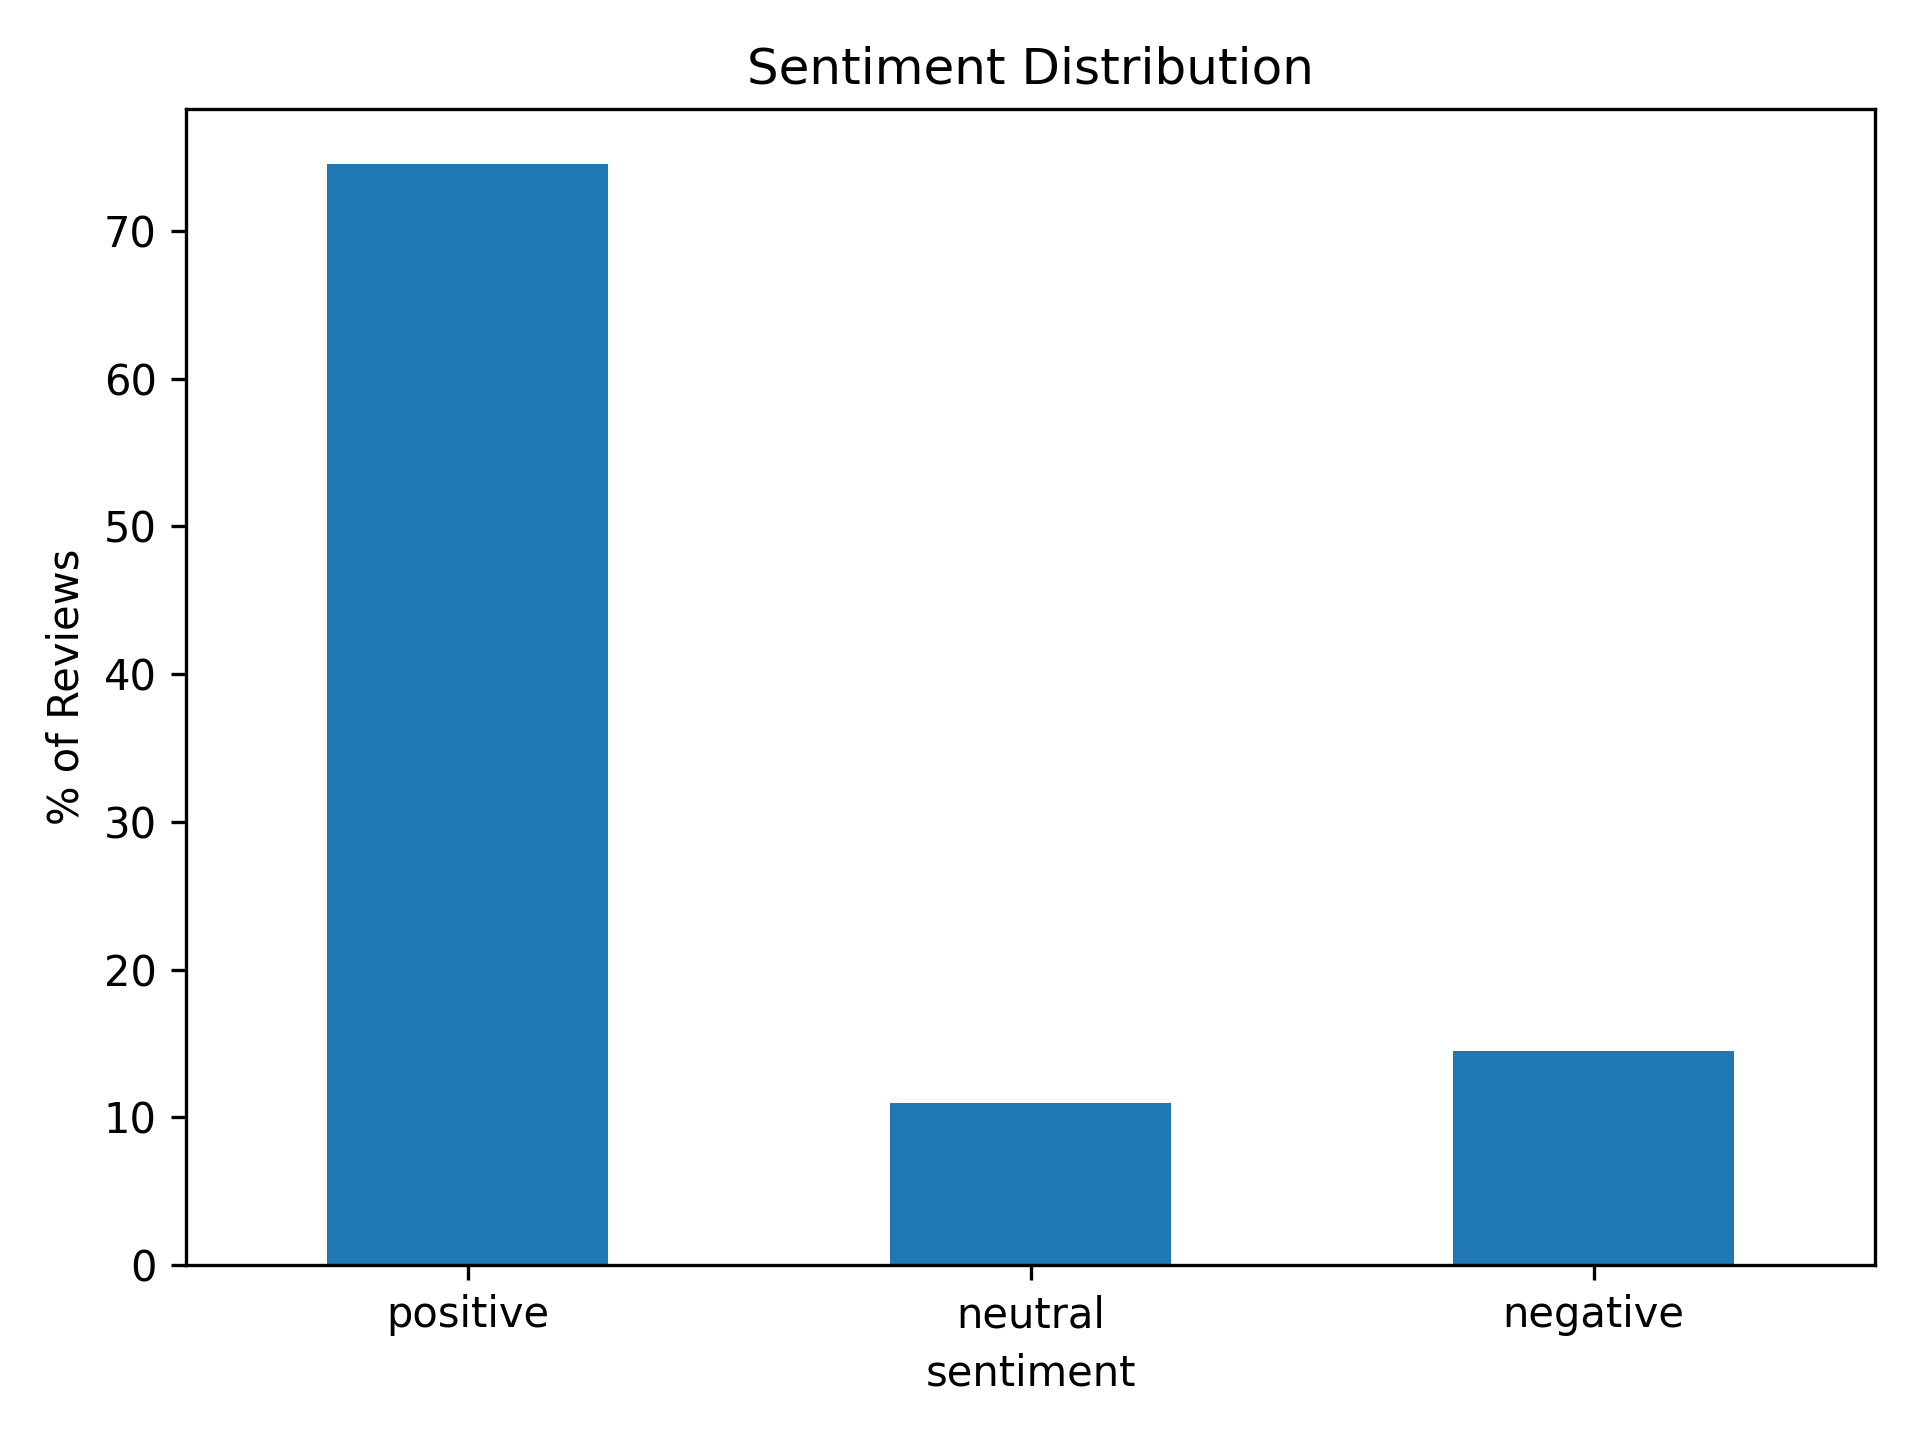 Sentiment Distribution
% of Reviews
70
60
50
40
30
20
10
0
positive
neutral
negative
sentiment